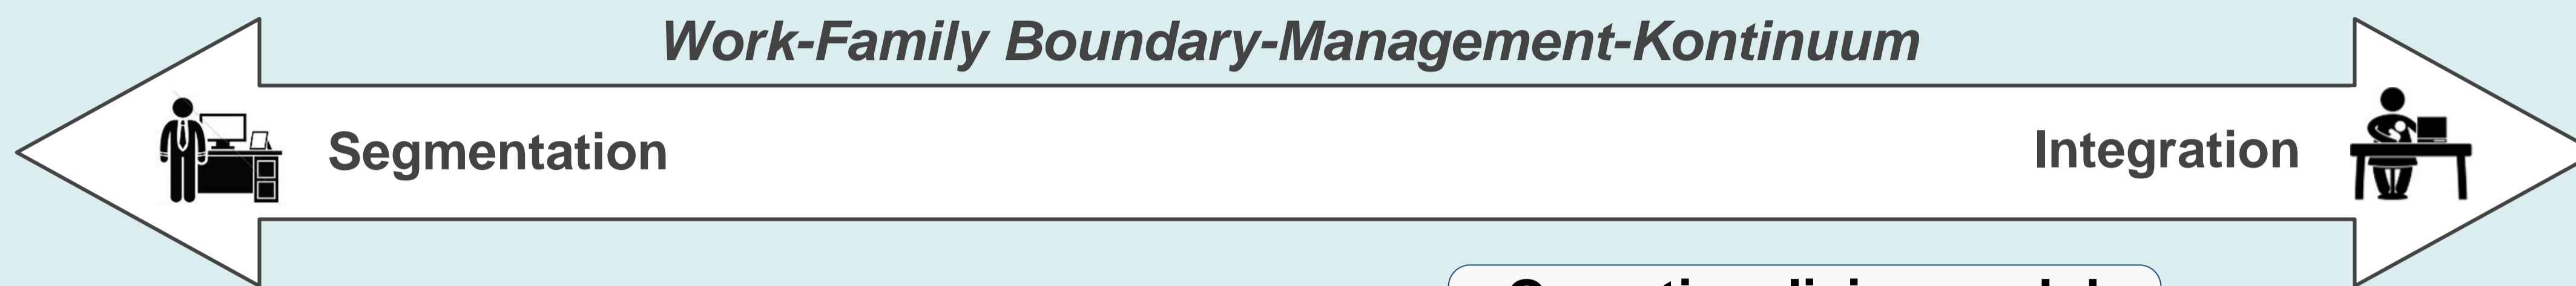 Work-Family Boundary-Management-Kontinuum
Segmentation
Integration